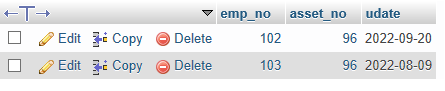 emp_no asset_no udate
Edit Copy Delete 102 96 2022-09-20
Edit Copy Delete 103 96 2022-08-09